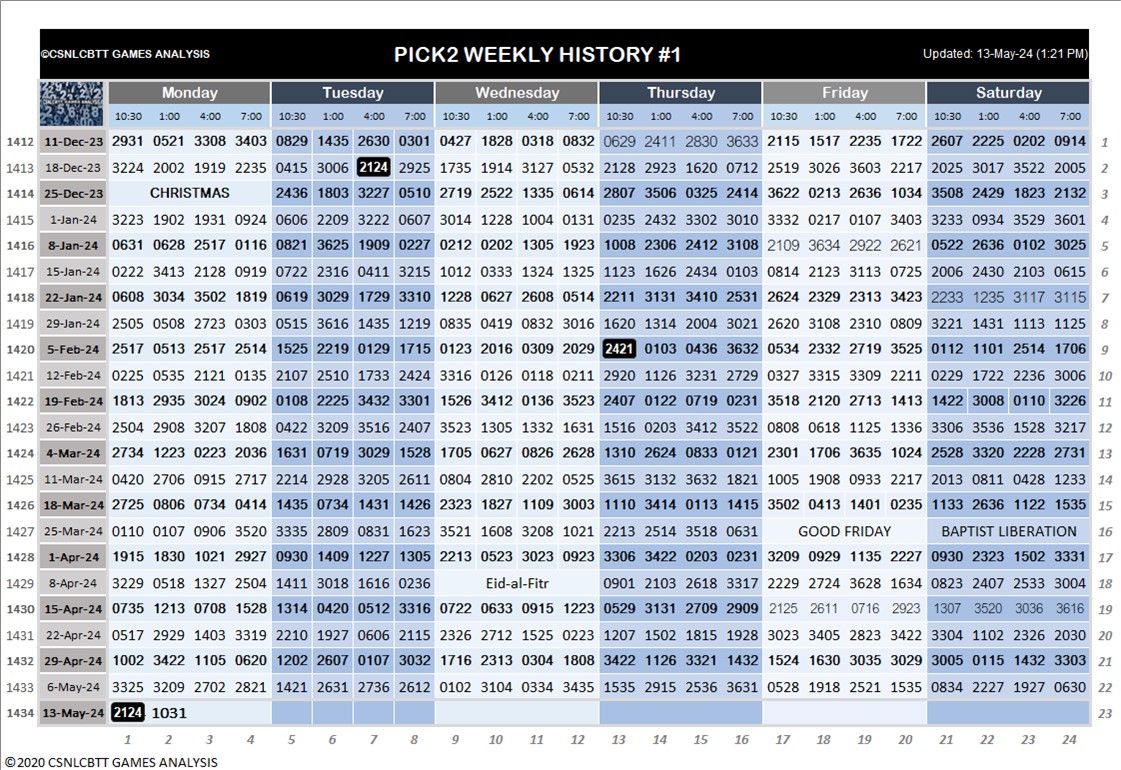 ©CSNLCBTT GAMES ANALYSIS PICK2 WEEKLY HISTORY #1 Updated: 13-May-24 (1:21 PM)
Monday Tuesday Wednesday Thursday Friday Saturday
10:30 1:00 4:00 7:00 10:30 1:00 4:00 7:00 10:30 1:00 4:00 7:00 10:30 1:00 4:00 7:00 10:30 1:00 4:00 7:00 10:30 1:00 4:00 7:00
1412 11-Dec-23 2931 0521 3308 3403 0829 1435 2630 0301 0427 1828 0318 0832 0629 2411 2830 3633 2115 1517 2235 1722 2607 2225 0202 0914 1
1413 18-Dec-23 3224 2002 1919 2235 0415 3006 2124 2925 1735 1914 3127 0532 2128 2923 1620 0712 2519 3026 3603 2217 2025 3017 3522 2005 2
1414 25-Dec-23 CHRISTMAS 2436 1803 3227 0510 2719 2522 1335 0614 2807 3506 0325 2414 3622 0213 2636 1034 3508 2429 1823 2132 3
1415 1-Jan-24 3223 1902 1931 0924 0606 2209 3222 0607 3014 1228 1004 0131 0235 2432 3302 3010 3332 0217 0107 3403 3233 0934 3529 3601 4
1416 8-Jan-24 0631 0628 2517 0116 0821 3625 1909 0227 0212 0202 1305 1923 1008 2306 2412 3108 2109 3634 2922 2621 0522 2636 0102 3025 5
1417 15-Jan-24 0222 3413 2128 0919 0722 2316 0411 3215 1012 0333 1324 1325 1123 1626 2434 0103 0814 2123 3113 0725 2006 2430 2103 0615 6
1418 22-Jan-24 0608 3034 3502 1819 0619 3029 1729 3310 1228 0627 2608 0514 2211 3131 3410 2531 2624 2329 2313 3423 2233 1235 3117 3115 7
1419 29-Jan-24 2505 0508 2723 0303 0515 3616 1435 1219 0835 0419 0832 3016 1620 1314 2004 3021 2620 3108 2310 0809 3221 1431 1113 1125 8
1420 5-Feb-24 2517 0513 2517 2514 1525 2219 0129 1715 0123 2016 0309 2029 2421 0103 0436 3632 0534 2332 2719 3525 0112 1101 2514 1706 9
1421 12-Feb-24 0225 0535 2121 0135 2107 2510 1733 2424 3316 0126 0118 0211 2920 1126 3231 2729 0327 3315 3309 2211 0229 1722 2236 3006 10
1422 19-Feb-24 1813 2935 3024 0902 0108 2225 3432 3301 1526 3412 0136 3523 2407 0122 0719 0231 3518 2120 2713 1413 1422 3008 0110 3226 11
1423 26-Feb-24 2504 2908 3207 1808 0422 3209 3516 2407 3523 1305 1332 1631 1516 0203 3412 3522 0808 0618 1125 1336 3306 3536 1528 3217 12
1424 4-Mar-24 2734 1223 0223 2036 1631 0719 3029 1528 1705 0627 0826 2628 1310 2624 0833 0121 2301 1706 3635 1024 2528 3320 2228 2731 13
1425 11-Mar-24 0420 2706 0915 2717 2214 2928 3205 2611 0804 2810 2202 0525 3615 3132 3632 1821 1005 1908 0933 2217 2013 0811 0428 1233 14
1426 18-Mar-24 2725 0806 0734 0414 1435 0734 1431 1426 2323 1827 1109 3003 1110 3414 0113 1415 3502 0413 1401 0235 1133 2636 1122 1535 15
1427 25-Mar-24 0110 0107 0906 3520 3335 2809 0831 1623 3521 1608 3208 1021 2213 2514 3518 0631 GOOD FRIDAY BAPTIST LIBERATION 16
1428 1-Apr-24 1915 1830 1021 2927 0930 1409 1227 1305 2213 0523 3023 0923 3306 3422 0203 0231 3209 0929 1135 2227 0930 2323 1502 3331 17
1429 8-Apr-24 3229 0518 1327 2504 1411 3018 1616 0236 Eid-al-Fitr 0901 2103 2618 3317 2229 2724 3628 1634 0823 2407 2533 3004 18
1430 15-Apr-24 0735 1213 0708 1528 1314 0420 0512 3316 0722 0633 0915 1223 0529 3131 2709 2909 2125 2611 0716 2923 1307 3520 3036 3616 19
1431 22-Apr-24 0517 2929 1403 3319 2210 1927 0606 2115 2326 2712 1525 0223 1207 1502 1815 1928 3023 3405 2823 3422 3304 1102 2326 2030 20
1432 29-Apr-24 1002 3422 1105 0620 1202 2607 0107 3032 1716 2313 0304 1808 3422 1126 3321 1432 1524 1630 3035 3029 3005 0115 1432 3303 21
1433 6-May-24 3325 3209 2702 2821 1421 2631 2736 2612 0102 3104 0334 3435 1535 2915 2536 3631 0528 1918 2521 1535 0834 2227 1927 0630 22
1434 13-May-24 2124 1031 23
1 2 3 4 5 6 7 8 9 10 11 12 13 14 15 16 17 18 19 20 21 22 23 24
©2020 CSNLCBTT GAMES ANALYSIS